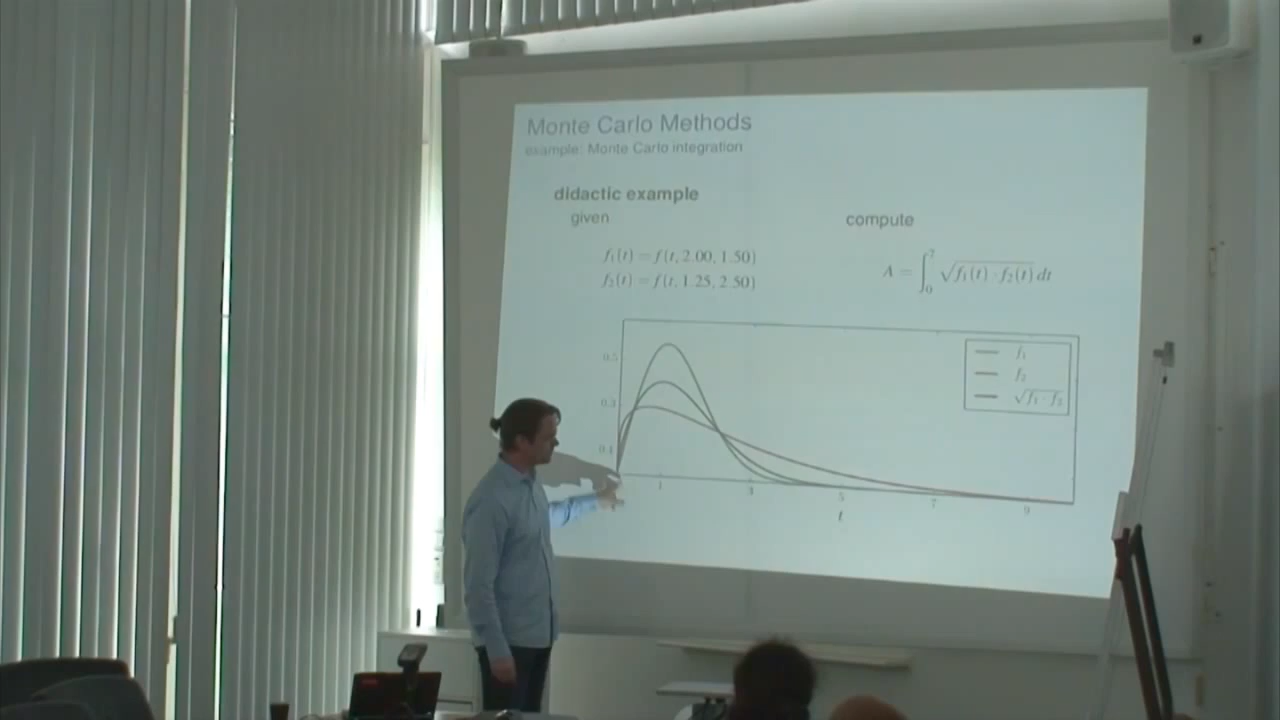 Monte Carlo Methods
example: Monte Carlo integration
didactic example
given
compute
f₁(t) = f(t, 2.00, 1.50)
f₂(t) = f(t, 1.25, 2.50)
A = ∫₀⁷ √(f₁(t) · f₂(t)) dt
0.5
0.3
0.1
1 3 5 7 9
t
f₁
f₂
√(f₁ · f₂)